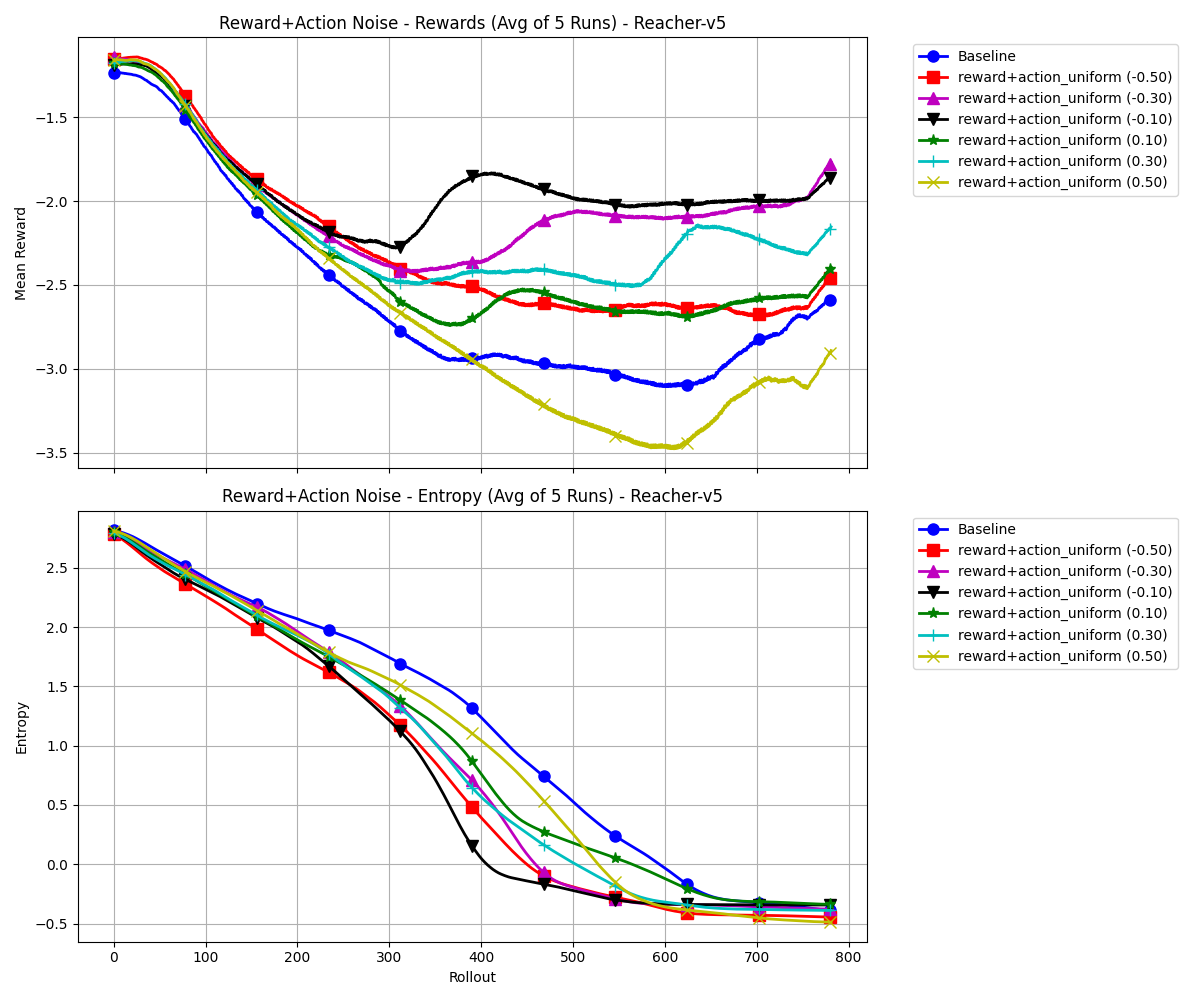 Reward+Action Noise - Rewards (Avg of 5 Runs) - Reacher-v5
Mean Reward
−1.5
−2.0
−2.5
−3.0
−3.5
Baseline
reward+action_uniform (-0.50)
reward+action_uniform (-0.30)
reward+action_uniform (-0.10)
reward+action_uniform (0.10)
reward+action_uniform (0.30)
reward+action_uniform (0.50)
Reward+Action Noise - Entropy (Avg of 5 Runs) - Reacher-v5
Entropy
2.5
2.0
1.5
1.0
0.5
0.0
−0.5
0 100 200 300 400 500 600 700 800
Rollout
Baseline
reward+action_uniform (-0.50)
reward+action_uniform (-0.30)
reward+action_uniform (-0.10)
reward+action_uniform (0.10)
reward+action_uniform (0.30)
reward+action_uniform (0.50)